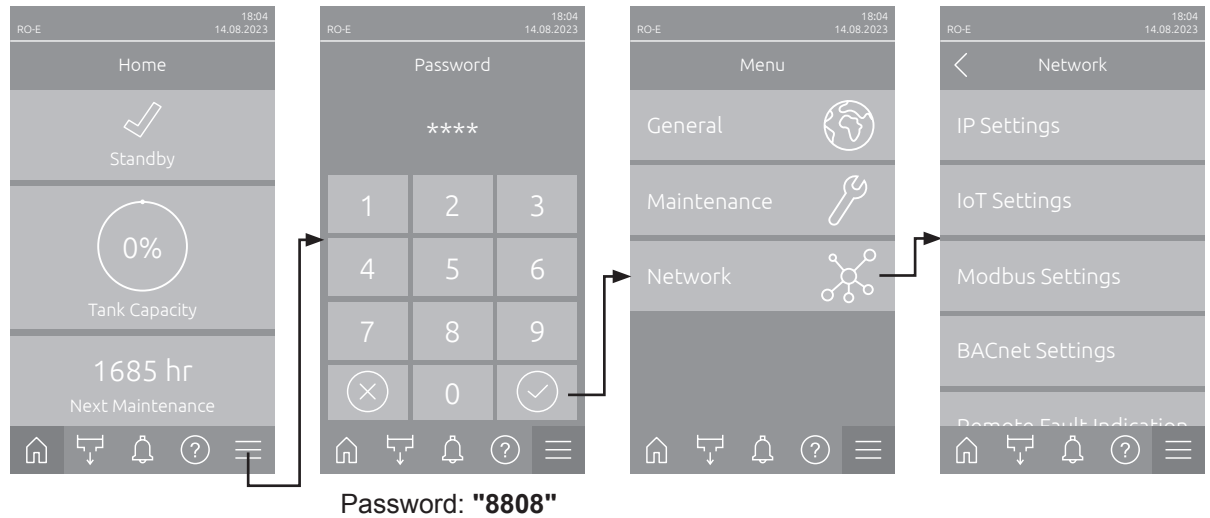 18:04
RO-E 14.08.2023
Home
Standby
0%
Tank Capacity
1685 hr
Next Maintenance
?
18:04
RO-E 14.08.2023
Password
****
1 2 3
4 5 6
7 8 9
0
?
Password: "8808"
18:04
RO-E 14.08.2023
Menu
General
Maintenance
Network
?
18:04
RO-E 14.08.2023
Network
IP Settings
IoT Settings
Modbus Settings
BACnet Settings
Remote Fault Indication
?